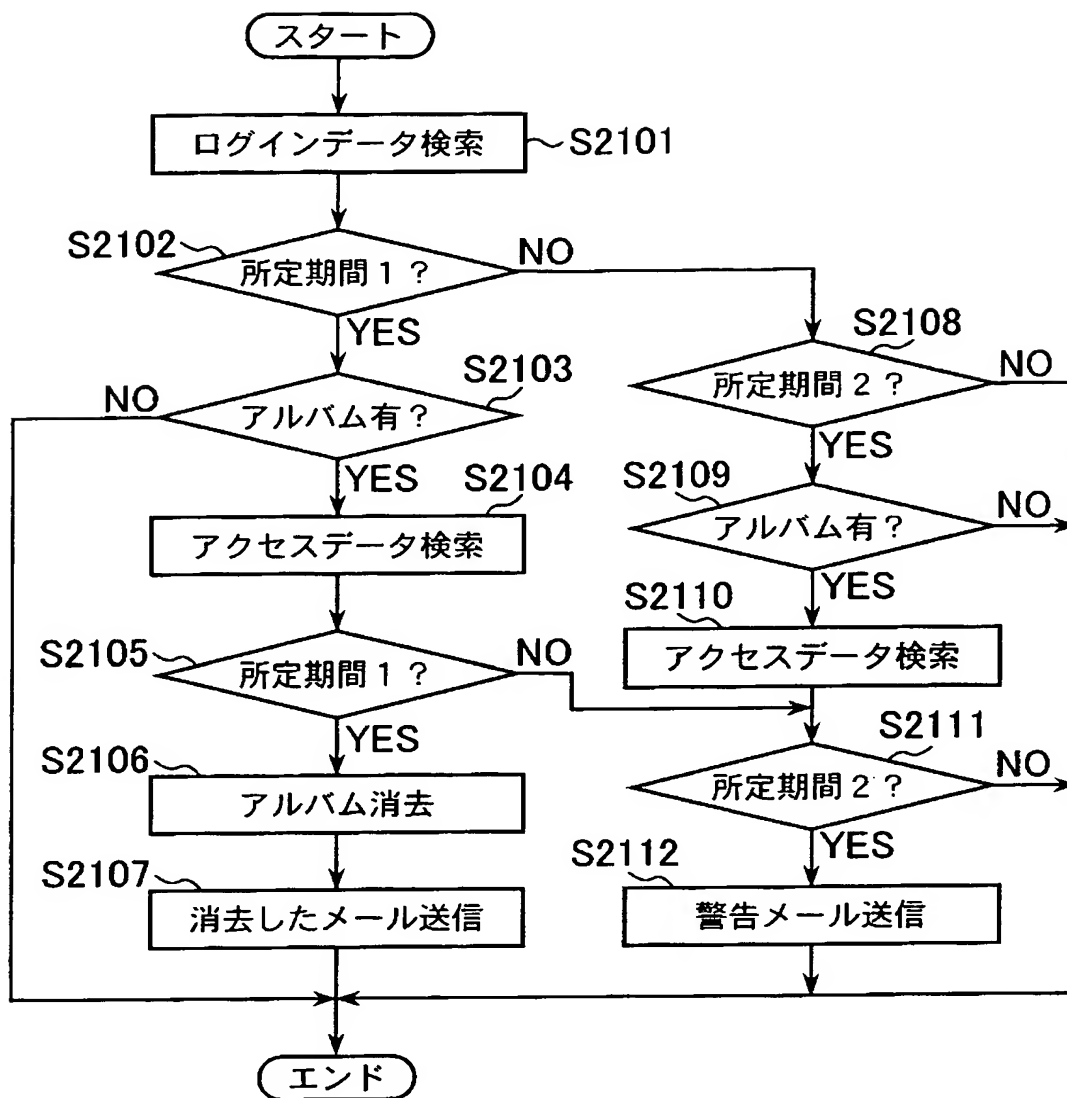 スタート
ログインデータ検索
S2101
S2102
所定期間1?
NO
YES
S2103
NO
アルバム有?
YES
S2104
アクセスデータ検索
S2105
所定期間1?
NO
YES
S2106
アルバム消去
S2107
消去したメール送信
S2108
所定期間2?
NO
YES
S2109
アルバム有?
NO
YES
S2110
アクセスデータ検索
S2111
所定期間2?
NO
YES
S2112
警告メール送信
エンド